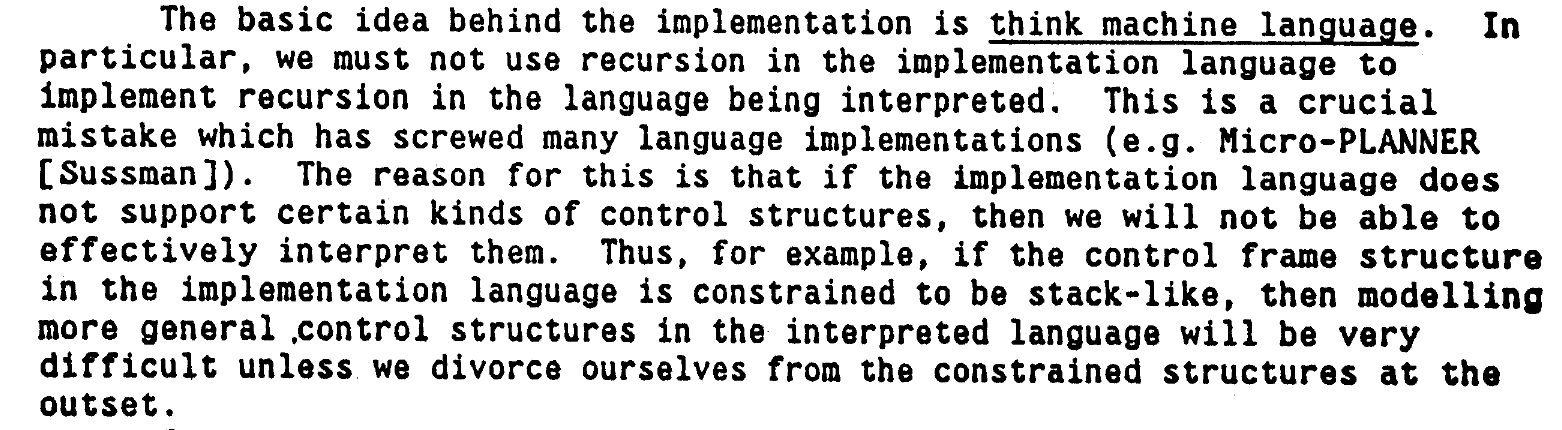 The basic idea behind the implementation is think machine language. In
particular, we must not use recursion in the implementation language to
implement recursion in the language being interpreted. This is a crucial
mistake which has screwed many language implementations (e.g. Micro-PLANNER
[Sussman]). The reason for this is that if the implementation language does
not support certain kinds of control structures, then we will not be able to
effectively interpret them. Thus, for example, if the control frame structure
in the implementation language is constrained to be stack-like, then modelling
more general control structures in the interpreted language will be very
difficult unless we divorce ourselves from the constrained structures at the
outset.